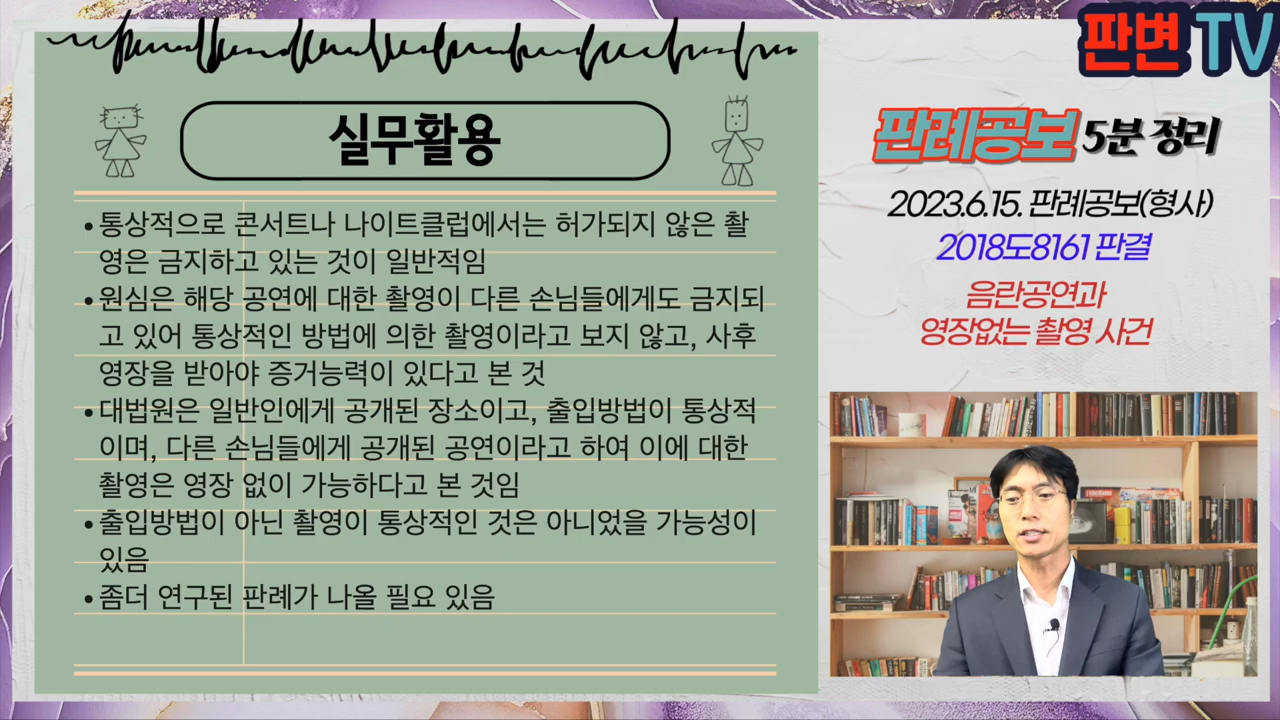 실무활용
• 통상적으로 콘서트나 나이트클럽에서는 허가되지 않은 촬
영은 금지하고 있는 것이 일반적임
• 원심은 해당 공연에 대한 촬영이 다른 손님들에게도 금지되
고 있어 통상적인 방법에 의한 촬영이라고 보지 않고, 사후
영장을 받아야 증거능력이 있다고 본 것
• 대법원은 일반인에게 공개된 장소이고, 출입방법이 통상적
이며, 다른 손님들에게 공개된 공연이라고 하여 이에 대한
촬영은 영장 없이 가능하다고 본 것임
• 출입방법이 아닌 촬영이 통상적인 것은 아니었을 가능성이
있음
• 좀더 연구된 판례가 나올 필요 있음
판변 TV
판례공보 5분 정리
2023.6.15. 판례공보(형사)
2018도8161 판결
음란공연과
영장없는 촬영 사건